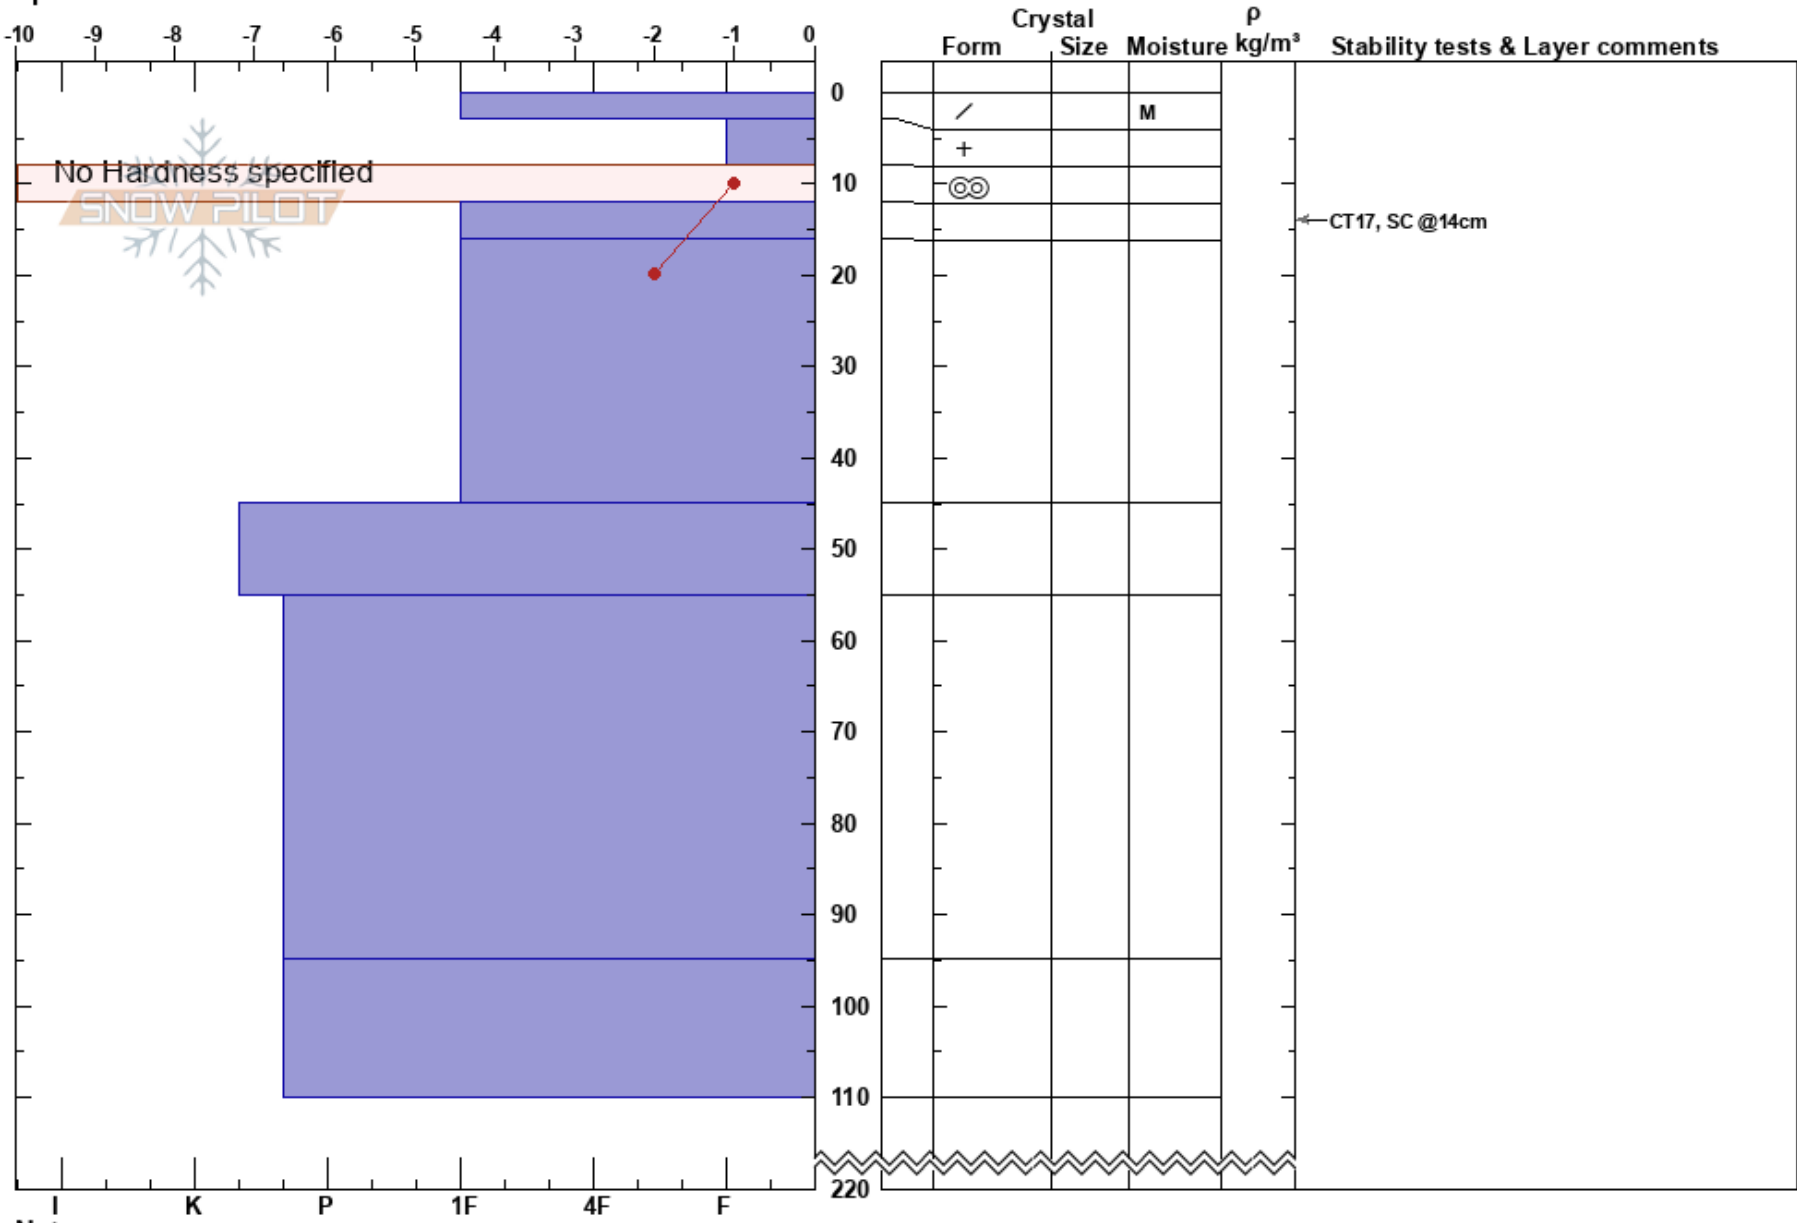 Crystal ρ
-10 -9 -8 -7 -6 -5 -4 -3 -2 -1 0 Form Size Moisture kg/m³ Stability tests & Layer comments
0
/ M
+
No Hardness specified
10
SNOW PILOT
CT17, SC @14cm
20
30
40
50
60
70
80
90
100
110
220
I K P 1F 4F F